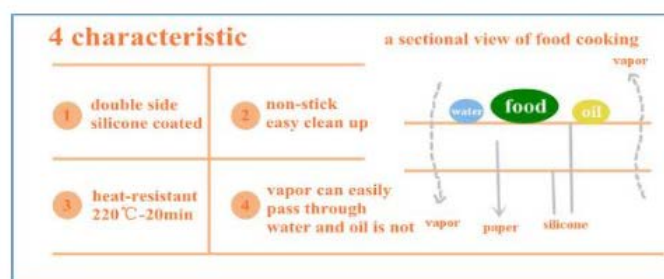 4 characteristic
a sectional view of food cooking
1 double side
silicone coated
2 non-stick
easy clean up
3 heat-resistant
220℃-20min
4 vapor can easily
pass through
water and oil is not
vapor
water
food
oil
vapor
paper
silicone